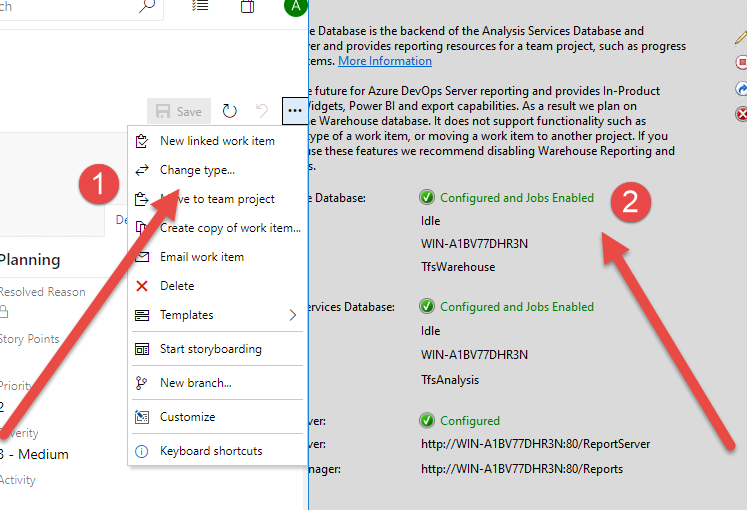 ch
A
Save
...
New linked work item
Change type...
Move to team project
Create copy of work item...
Email work item
Delete
Templates
Start storyboarding
New branch...
Customize
Keyboard shortcuts
1
De
Planning
Resolved Reason
Story Points
Priority
2
everity
3 - Medium
Activity
e Database is the backend of the Analysis Services Database and
ver and provides reporting resources for a team project, such as progress
tems. More Information
e future for Azure DevOps Server reporting and provides In-Product
Widgets, Power BI and export capabilities. As a result we plan on
e Warehouse database. It does not support functionality such as
type of a work item, or moving a work item to another project. If you
use these features we recommend disabling Warehouse Reporting and
s.
e Database:
Configured and Jobs Enabled
2
Idle
WIN-A1BV77DHR3N
TfsWarehouse
ervices Database:
Configured and Jobs Enabled
Idle
WIN-A1BV77DHR3N
TfsAnalysis
ver:
Configured
ver: http://WIN-A1BV77DHR3N:80/ReportServer
nager: http://WIN-A1BV77DHR3N:80/Reports